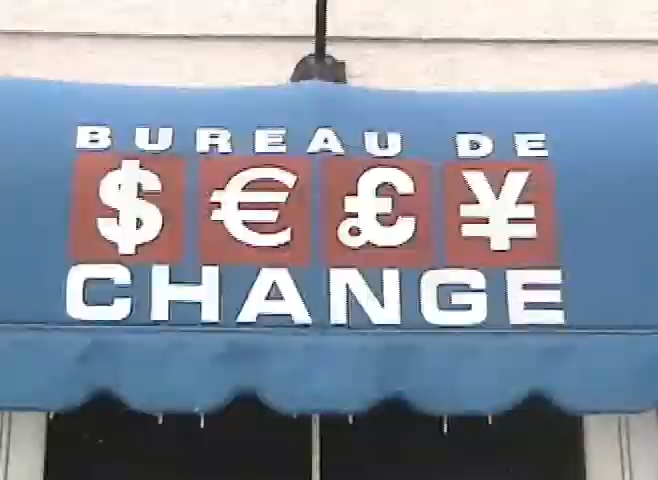 BUREAU DE
$ € £ ¥
CHANGE